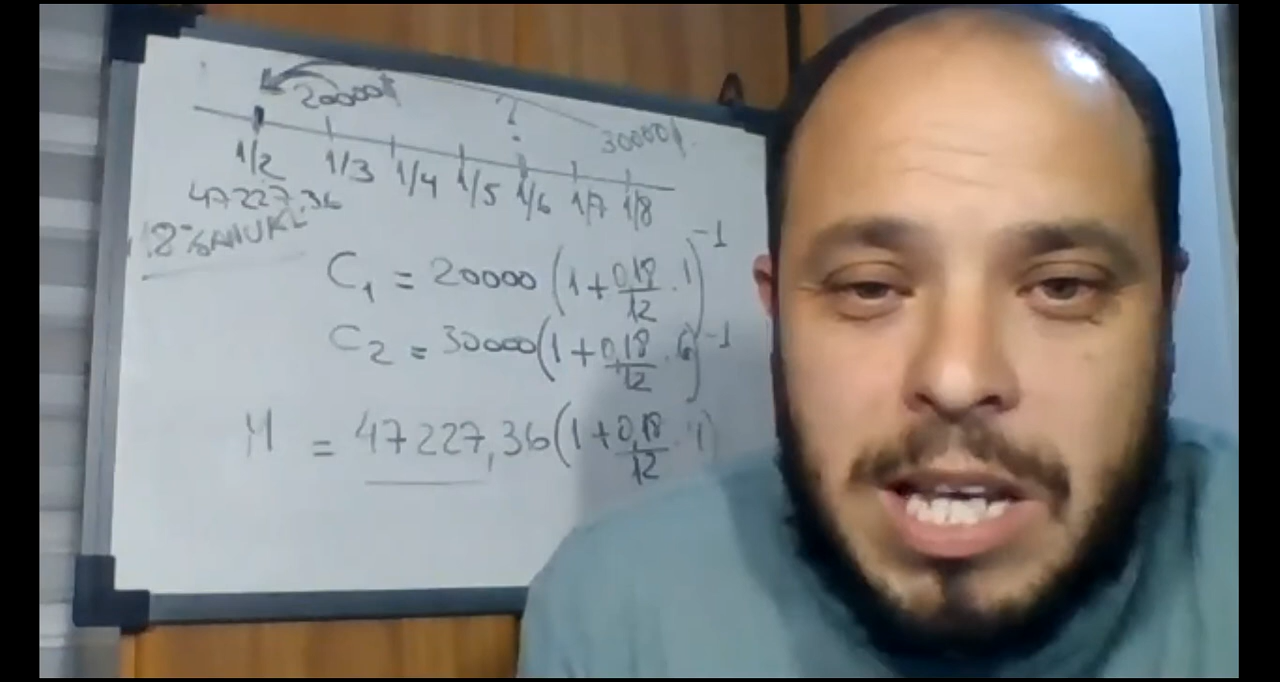 20000$ ? 30000$
1/2 1/3 1/4 1/5 1/6 1/7 1/8
47227,36
18% ANUAL
C₁ = 20000 (1 + 0,18/12 . 1)⁻¹
C₂ = 30000 (1 + 0,18/12 . 6)⁻¹
M = 47227,36 (1 + 0,18/12 .